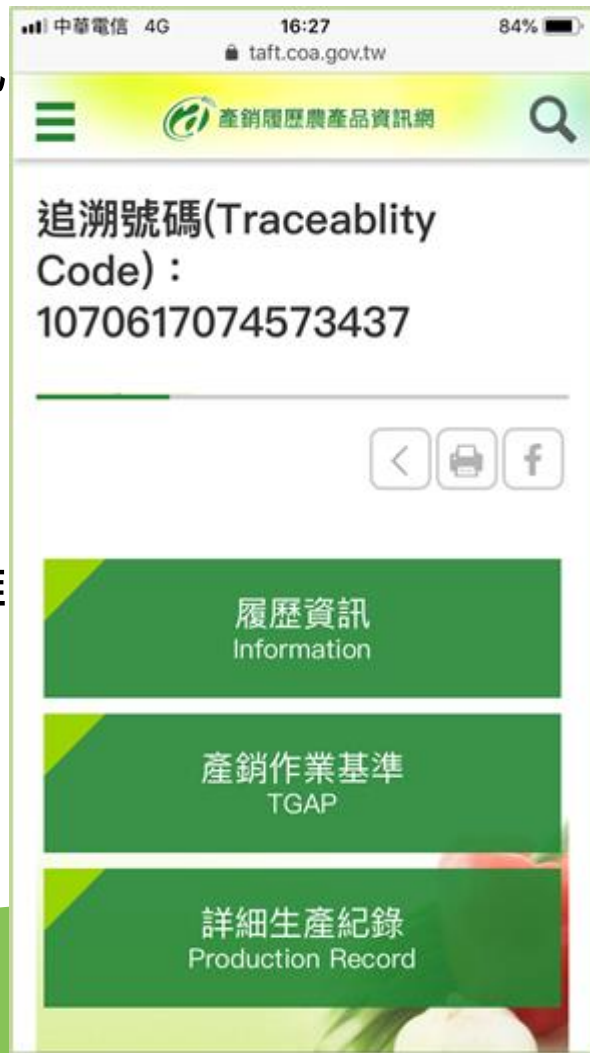 中華電信 4G 16:27 84%
taft.coa.gov.tw
產銷履歷農產品資訊網
追溯號碼(Traceablity
Code)：
1070617074573437
f
履歷資訊
Information
產銷作業基準
TGAP
詳細生產紀錄
Production Record